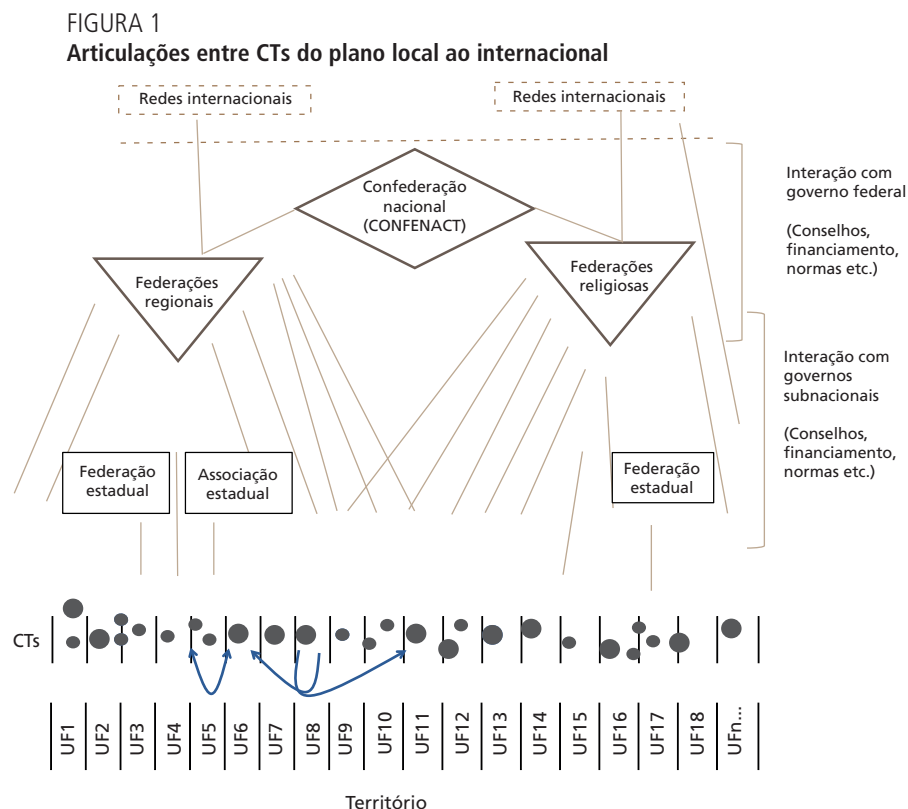 FIGURA 1
Articulações entre CTs do plano local ao internacional
Redes internacionais
Redes internacionais
Confederação
nacional
(CONFENACT)
Interação com
governo federal
(Conselhos,
financiamento,
normas etc.)
Federações
regionais
Federações
religiosas
Interação com
governos
subnacionais
(Conselhos,
financiamento,
normas etc.)
Federação
estadual
Associação
estadual
Federação
estadual
CTs
UF1
UF2
UF3
UF4
UF5
UF6
UF7
UF8
UF9
UF10
UF11
UF12
UF13
UF14
UF15
UF16
UF17
UF18
UFn...
Território